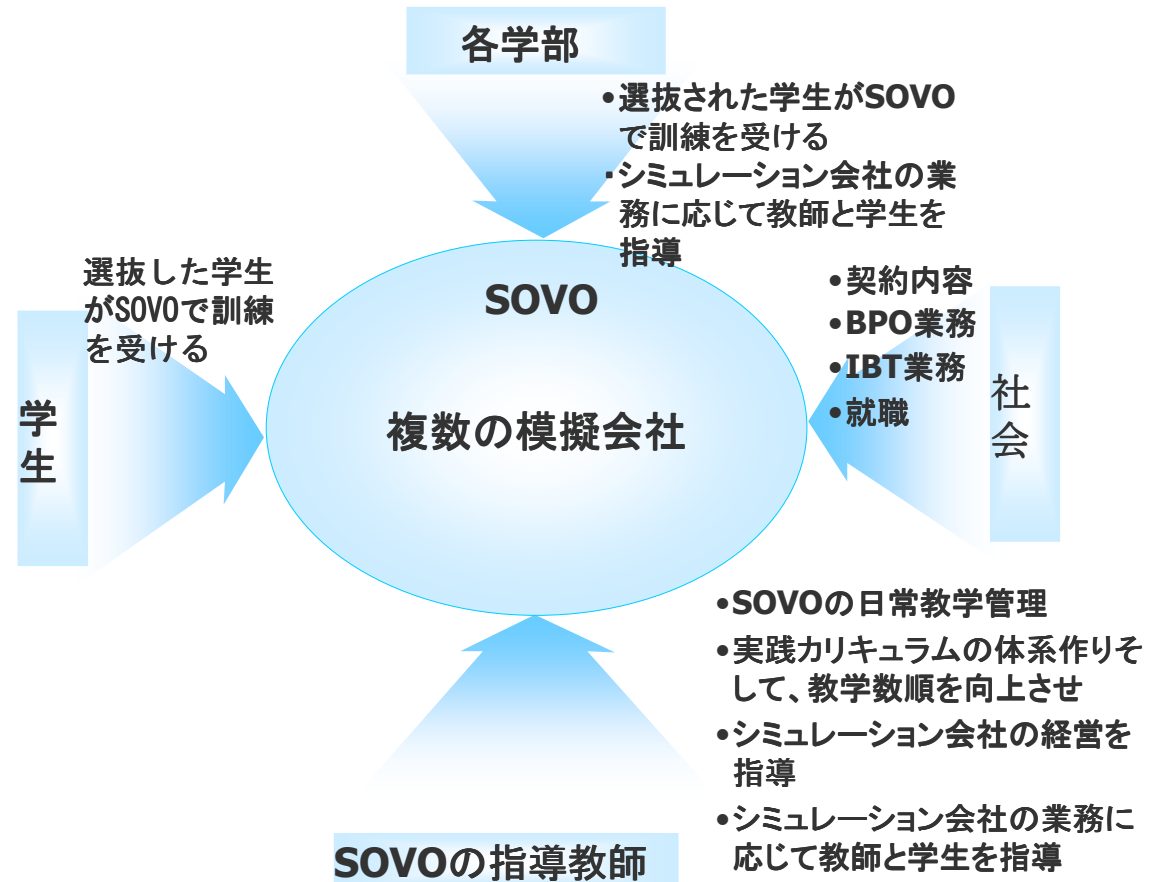 各学部
•選抜された学生がSOVO
で訓練を受ける
・シミュレーション会社の業
務に応じて教師と学生を
指導
選抜した学生
がSOVOで訓練
を受ける
学
生
SOVO
複数の模擬会社
•契約内容
•BPO業務
•IBT業務
•就職
社
会
•SOVOの日常教学管理
•実践カリキュラムの体系作りそ
して、教学数順を向上させ
•シミュレーション会社の経営を
指導
•シミュレーション会社の業務に
応じて教師と学生を指導
SOVOの指導教師